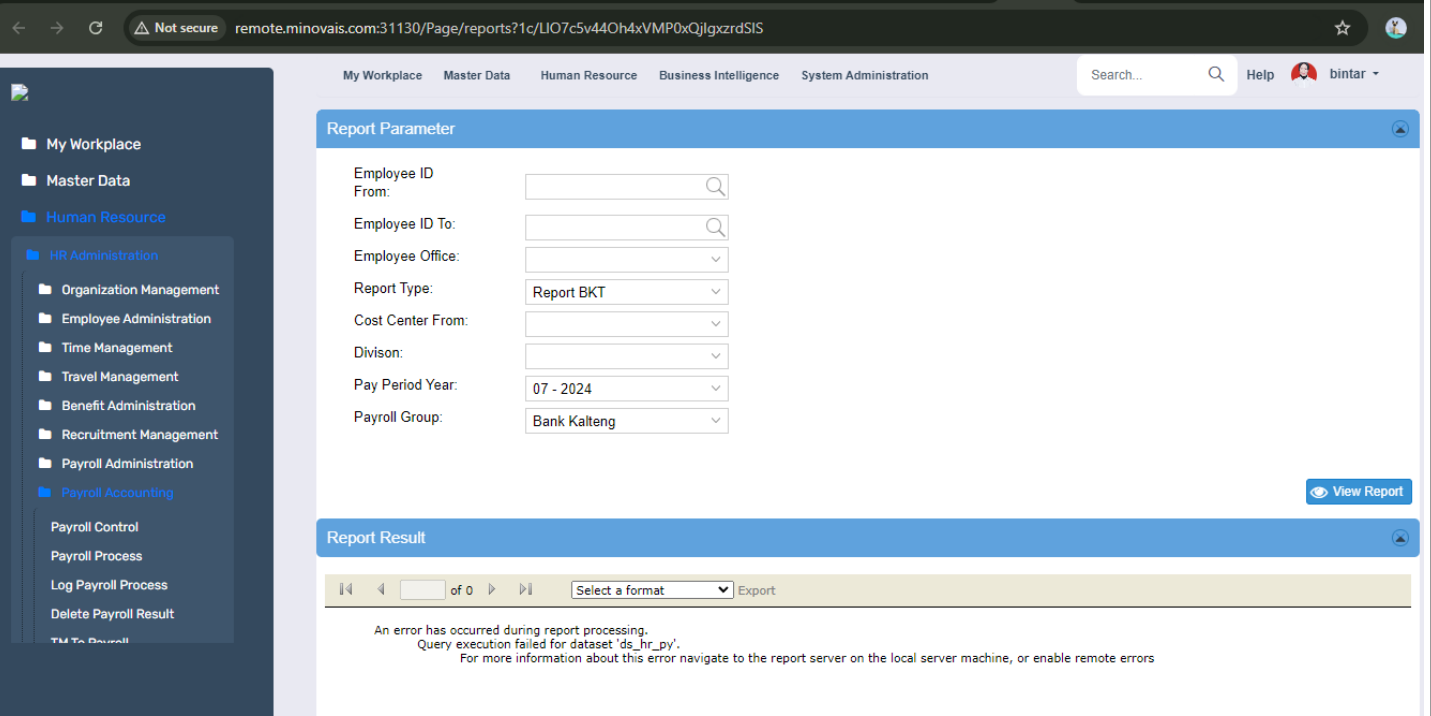 Not secure
remote.minovais.com:31130/Page/reports?1c/LIO7c5v44Oh4xVMP0xQjIgxzrdSIS
My Workplace Master Data Human Resource Business Intelligence System Administration
Search... Help bintar
My Workplace
Master Data
Human Resource
HR Administration
Organization Management
Employee Administration
Time Management
Travel Management
Benefit Administration
Recruitment Management
Payroll Administration
Payroll Accounting
Payroll Control
Payroll Process
Log Payroll Process
Delete Payroll Result
TM To Payroll
Report Parameter
Employee ID
From:
Employee ID To:
Employee Office:
Report Type: Report BKT
Cost Center From:
Divison:
Pay Period Year: 07 - 2024
Payroll Group: Bank Kalteng
View Report
Report Result
of 0 Select a format Export
An error has occurred during report processing.
Query execution failed for dataset 'ds_hr_py'.
For more information about this error navigate to the report server on the local server machine, or enable remote errors